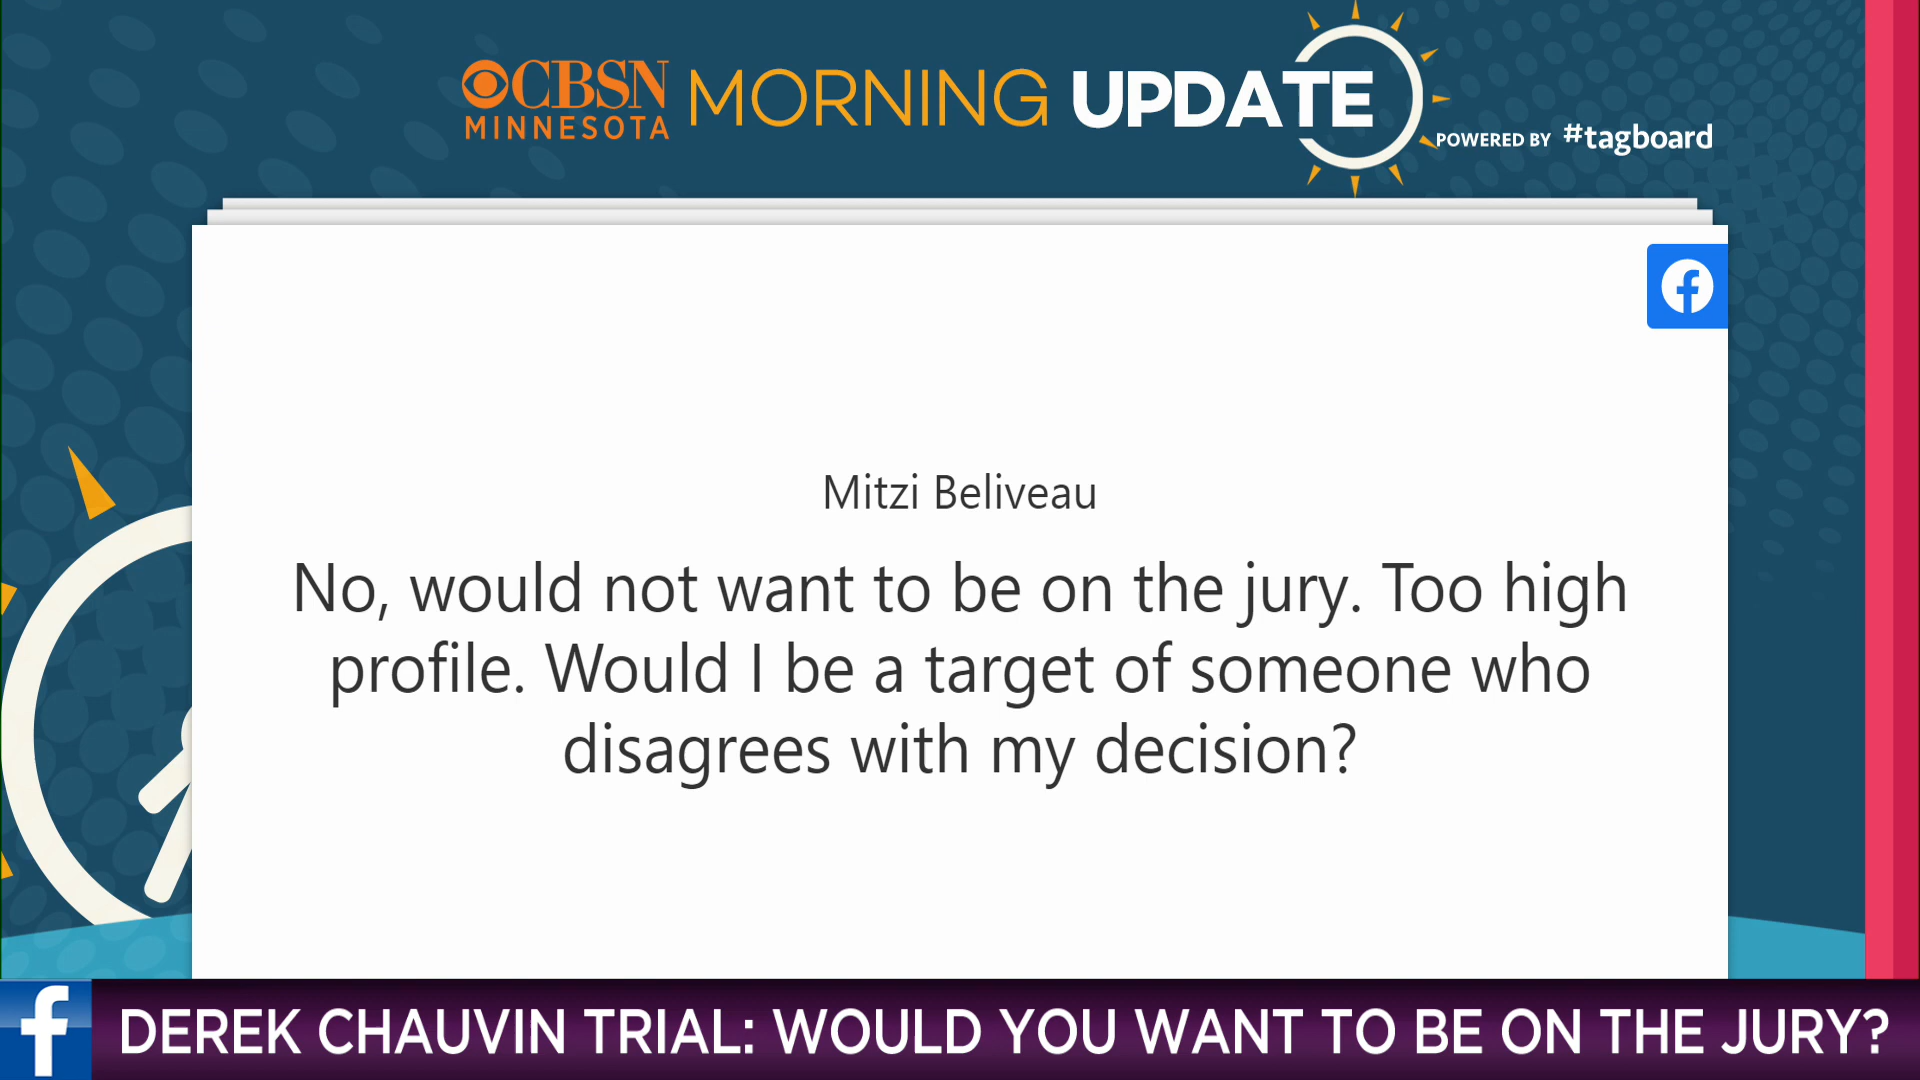 CBSN MORNING UPDATE
MINNESOTA
POWERED BY #tagboard
Mitzi Beliveau
No, would not want to be on the jury. Too high
profile. Would I be a target of someone who
disagrees with my decision?
DEREK CHAUVIN TRIAL: WOULD YOU WANT TO BE ON THE JURY?